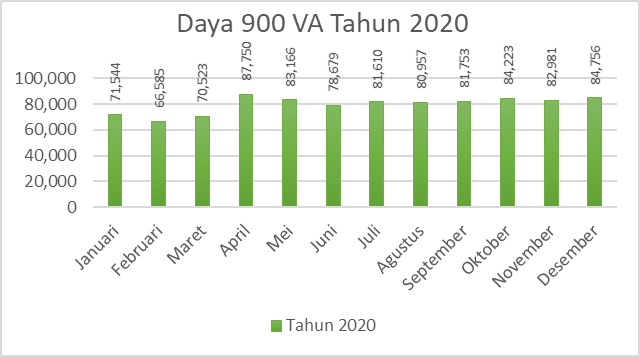 Daya 900 VA Tahun 2020
71,544
66,585
70,523
87,750
83,166
78,679
81,610
80,957
81,753
84,223
82,981
84,756
100,000
80,000
60,000
40,000
20,000
0
Januari
Februari
Maret
April
Mei
Juni
Juli
Agustus
September
Oktober
November
Desember
Tahun 2020